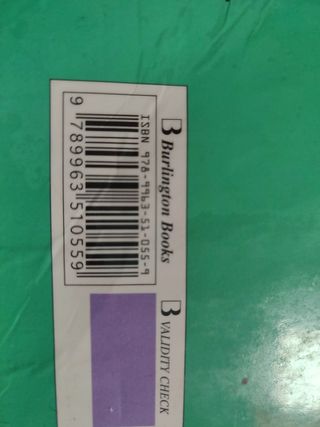 B Burlington Books
ISBN 978-9963-51-055-9
9 789963 510559
B VALIDITY CHECK